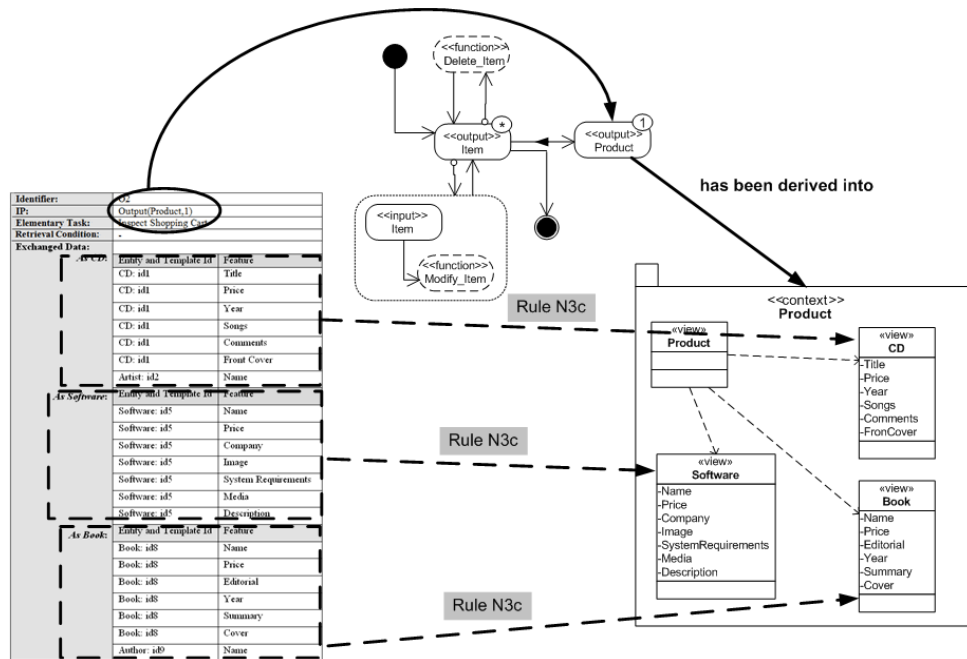 <<function>>
Delete_Item
*
<<output>>
Item
1
<<output>>
Product
has been derived into
<<input>>
Item
<<function>>
Modify_Item
Identifier: O2
IP: Output(Product,1)
Elementary Task: Inspect Shopping Cart
Retrieval Condition: -
Exchanged Data:
As CD: Entity and Template Id Feature
CD: id1 Title
CD: id1 Price
CD: id1 Year
CD: id1 Songs
CD: id1 Comments
CD: id1 Front Cover
Artist: id2 Name
As Software: Entity and Template Id Feature
Software: id5 Name
Software: id5 Price
Software: id5 Company
Software: id5 Image
Software: id5 System Requirements
Software: id5 Media
Software: id5 Description
As Book: Entity and Template Id Feature
Book: id8 Name
Book: id8 Price
Book: id8 Editorial
Book: id8 Year
Book: id8 Summary
Book: id8 Cover
Author: id9 Name
Rule N3c
Rule N3c
Rule N3c
<<context>>
Product
«view»
Product
«view»
CD
-Title
-Price
-Year
-Songs
-Comments
-FronCover
«view»
Software
-Name
-Price
-Company
-Image
-SystemRequirements
-Media
-Description
«view»
Book
-Name
-Price
-Editorial
-Year
-Summary
-Cover